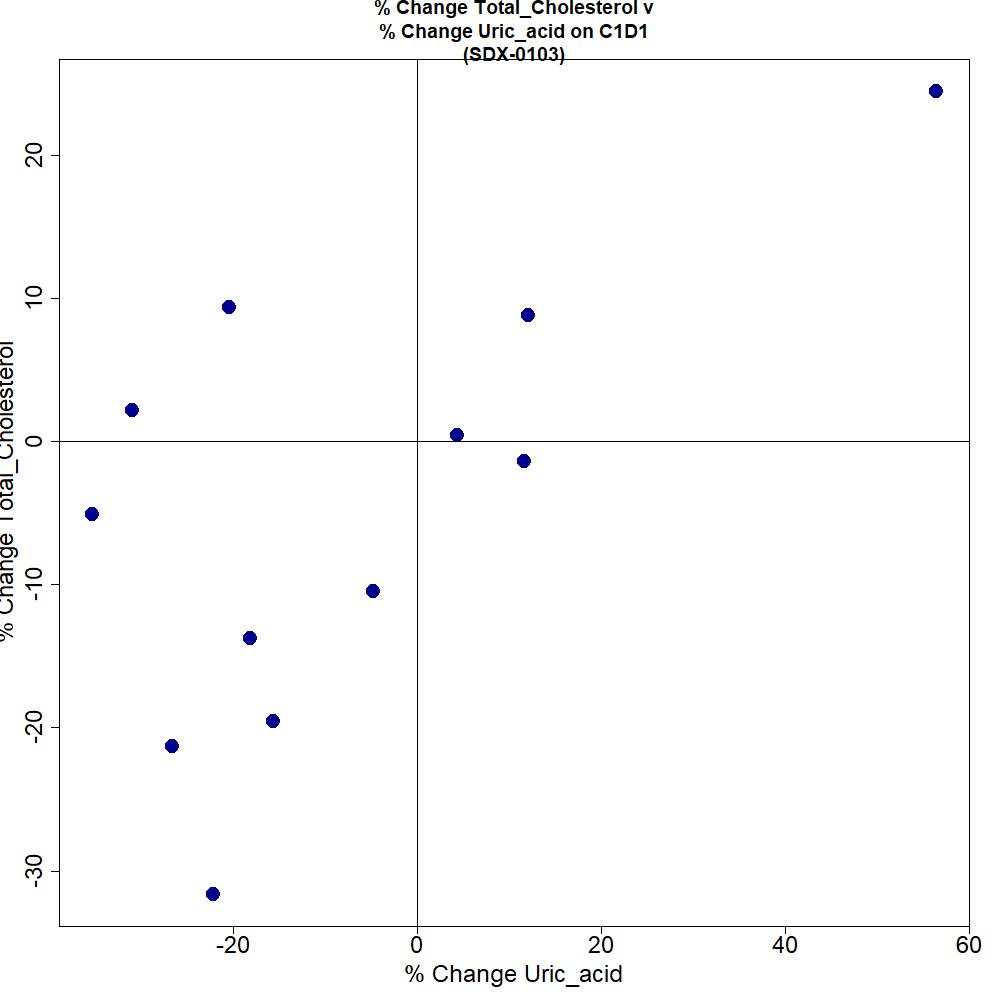 % Change Total_Cholesterol v
% Change Uric_acid on C1D1
(SDX-0103)
% Change Total_Cholesterol
20
10
0
-10
-20
-30
-20
0
20
40
60
% Change Uric_acid